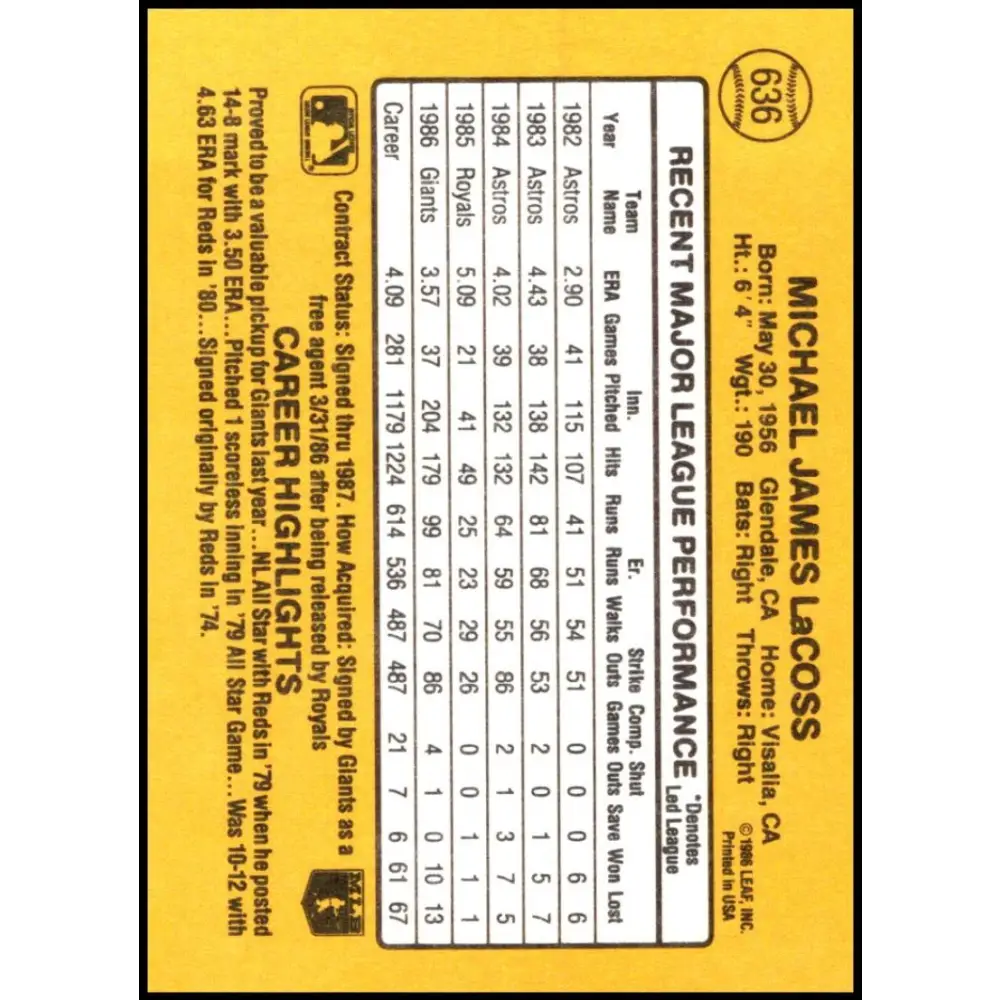 636
MICHAEL JAMES LaCOSS
Born: May 30, 1956 Glendale, CA Home: Visalia, CA
Ht.: 6'4" Wgt.: 190 Bats: Right Throws: Right
©1986 LEAF, INC.
Printed in USA
RECENT MAJOR LEAGUE PERFORMANCE
*Denotes
Led League
Team Inn. Er. Strike Comp. Shut
Year Name ERA Games Pitched Hits Runs Runs Walks Outs Games Outs Save Won Lost
1982 Astros 2.90 41 115 107 41 51 54 51 0 0 0 6 6
1983 Astros 4.43 38 138 142 81 68 56 53 2 0 1 5 7
1984 Astros 4.02 39 132 132 64 59 55 86 2 1 3 7 5
1985 Royals 5.09 21 41 49 25 23 29 26 0 0 1 1 1
1986 Giants 3.57 37 204 179 99 81 70 86 4 1 0 10 13
Career 4.09 281 1179 1224 614 536 487 487 21 7 6 61 67
Contract Status: Signed thru 1987. How Acquired: Signed by Giants as a
free agent 3/31/86 after being released by Royals
MLB
CAREER HIGHLIGHTS
Proved to be a valuable pickup for Giants last year...NL All Star with Reds in '79 when he posted
14-8 mark with 3.50 ERA...Pitched 1 scoreless inning in '79 All Star Game...Was 10-12 with
4.63 ERA for Reds in '80...Signed originally by Reds in '74.